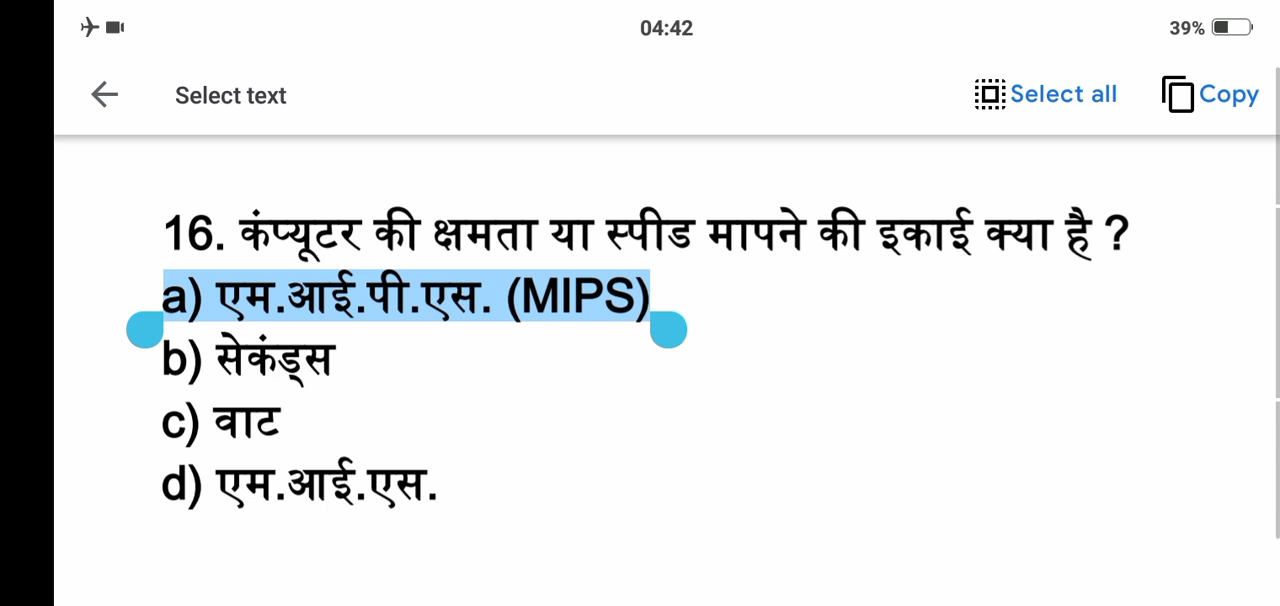 04:42
39%
Select text
Select all
Copy
16. कंप्यूटर की क्षमता या स्पीड मापने की इकाई क्या है ?
a) एम.आई.पी.एस. (MIPS)
b) सेकंड्स
c) वाट
d) एम.आई.एस.